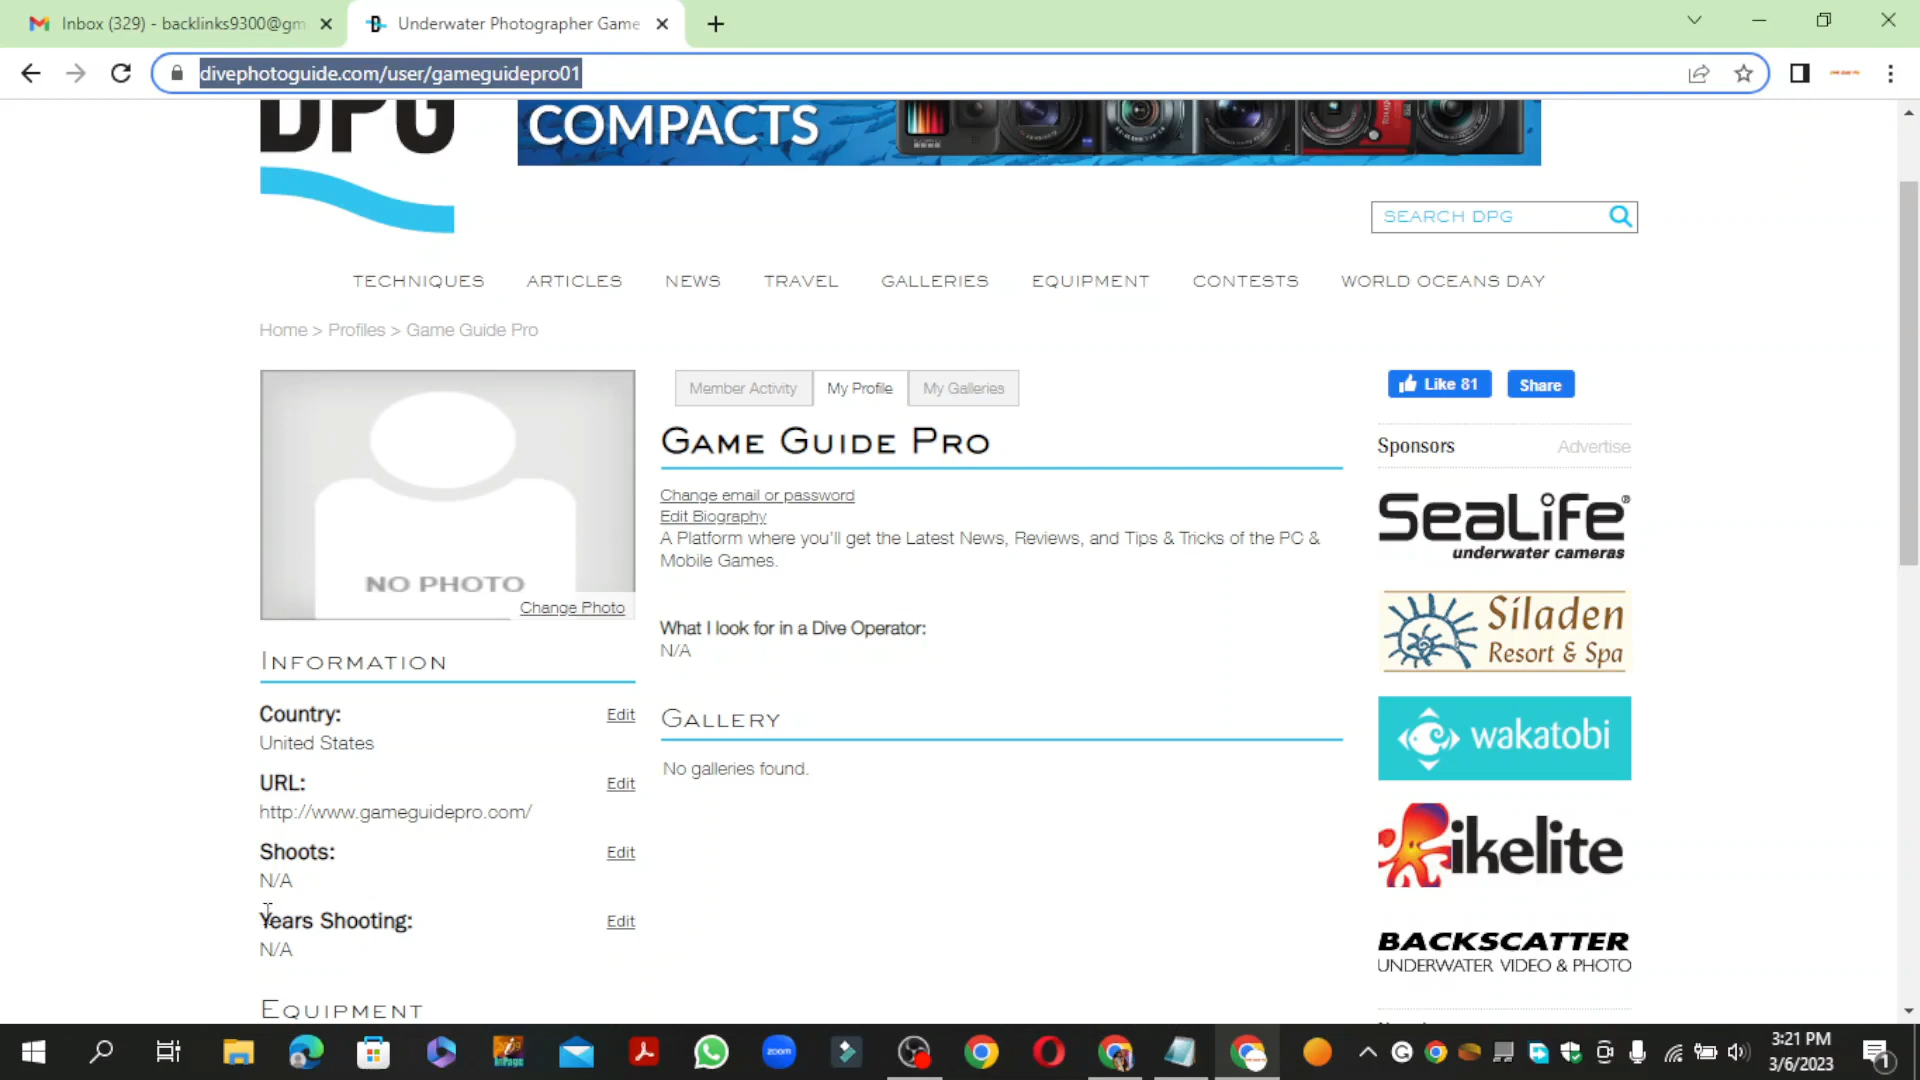 Inbox (329) - backlinks9300@gm
Underwater Photographer Game
divephotoguide.com/user/gameguidepro01
DPG
COMPACTS
SEARCH DPG
TECHNIQUES ARTICLES NEWS TRAVEL GALLERIES EQUIPMENT CONTESTS WORLD OCEANS DAY
Home > Profiles > Game Guide Pro
NO PHOTO
Change Photo
Member Activity My Profile My Galleries
GAME GUIDE PRO
Change email or password
Edit Biography
A Platform where you'll get the Latest News, Reviews, and Tips & Tricks of the PC &
Mobile Games.
What I look for in a Dive Operator:
N/A
GALLERY
No galleries found.
INFORMATION
Country: Edit
United States
URL: Edit
http://www.gameguidepro.com/
Shoots: Edit
N/A
Years Shooting: Edit
N/A
EQUIPMENT
Like 81 Share
Sponsors Advertise
SeaLife®
underwater cameras
Siladen
Resort & Spa
wakatobi
ikelite
BACKSCATTER
UNDERWATER VIDEO & PHOTO
zoom
InPage
3:21 PM
3/6/2023
1